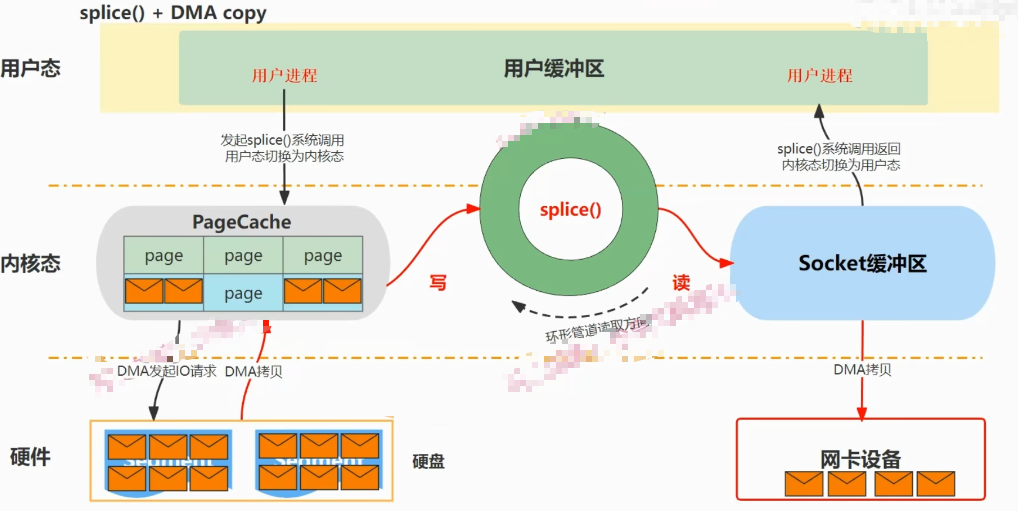 splice() + DMA copy
用户态
用户进程
用户缓冲区
用户进程
发起splice()系统调用
用户态切换为内核态
splice()系统调用返回
内核态切换为用户态
内核态
PageCache
page
page
page
page
写
splice()
读
环形管道读取方向
Socket缓冲区
DMA发起IO请求
DMA拷贝
DMA拷贝
硬件
Segment
Segment
硬盘
网卡设备